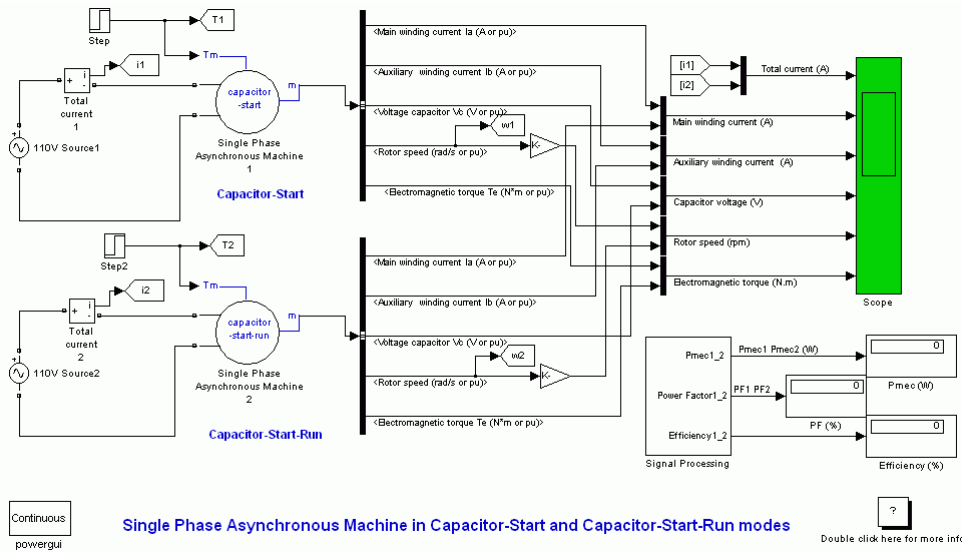 Step
T1
Tm
i1
+
i
-
Total
current
1
capacitor
-start
m
+
110V Source1
Single Phase
Asynchronous Machine
1
Capacitor-Start
<Main winding current Ia (A or pu)>
<Auxiliary winding current Ib (A or pu)>
<Voltage capacitor Vc (V or pu)>
w1
<Rotor speed (rad/s or pu)>
K-
<Electromagnetic torque Te (N*m or pu)>
[i1]
[i2]
Total current (A)
Main winding current (A)
Auxiliary winding current (A)
Capacitor voltage (V)
Rotor speed (rpm)
Electromagnetic torque (N.m)
Scope
Step2
T2
Tm
i2
+
i
-
Total
current
2
capacitor
-start-run
m
+
110V Source2
Single Phase
Asynchronous Machine
2
Capacitor-Start-Run
<Main winding current Ia (A or pu)>
<Auxiliary winding current Ib (A or pu)>
<Voltage capacitor Vc (V or pu)>
w2
<Rotor speed (rad/s or pu)>
K-
<Electromagnetic torque Te (N*m or pu)>
Pmec1_2
Pmec1 Pmec2 (W)
0
Pmec (W)
Power Factor1_2
PF1 PF2
0
PF (%)
Efficiency1_2
0
Efficiency (%)
Signal Processing
Continuous
powergui
Single Phase Asynchronous Machine in Capacitor-Start and Capacitor-Start-Run modes
?
Double click here for more info